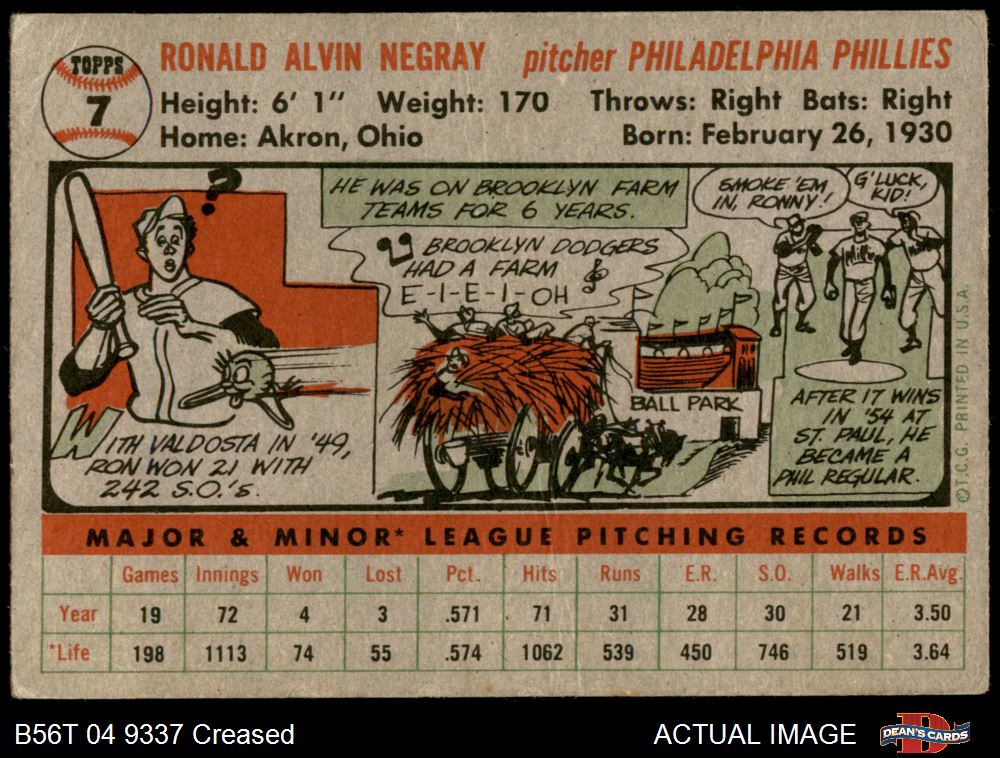 TOPPS
7
RONALD ALVIN NEGRAY pitcher PHILADELPHIA PHILLIES
Height: 6' 1" Weight: 170 Throws: Right Bats: Right
Home: Akron, Ohio Born: February 26, 1930
?
WITH VALDOSTA IN '49,
RON WON 21 WITH
242 S.O.'s.
HE WAS ON BROOKLYN FARM
TEAMS FOR 6 YEARS.
BROOKLYN DODGERS
HAD A FARM
E-I-E-I-OH
BALL PARK
SMOKE 'EM
IN, RONNY!
G'LUCK,
KID!
AFTER 17 WINS
IN '54 AT
ST. PAUL, HE
BECAME A
PHIL REGULAR.
©T.C.G. PRINTED IN U.S.A.
MAJOR & MINOR* LEAGUE PITCHING RECORDS
Games Innings Won Lost Pct. Hits Runs E.R. S.O. Walks E.R.Avg.
Year 19 72 4 3 .571 71 31 28 30 21 3.50
*Life 198 1113 74 55 .574 1062 539 450 746 519 3.64
B56T 04 9337 Creased ACTUAL IMAGE
DEAN'S CARDS